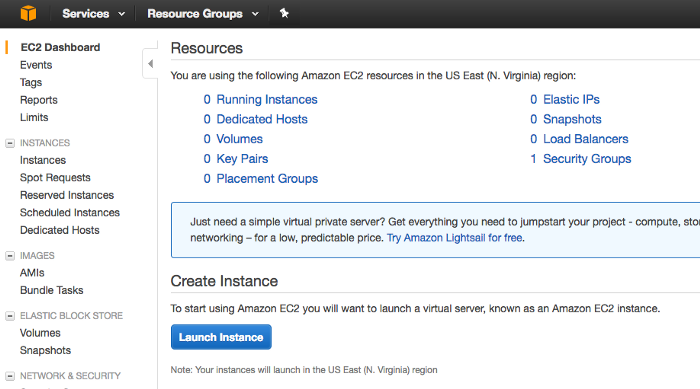 Services Resource Groups
EC2 Dashboard
Events
Tags
Reports
Limits
INSTANCES
Instances
Spot Requests
Reserved Instances
Scheduled Instances
Dedicated Hosts
IMAGES
AMIs
Bundle Tasks
ELASTIC BLOCK STORE
Volumes
Snapshots
NETWORK & SECURITY
Resources
You are using the following Amazon EC2 resources in the US East (N. Virginia) region:
0 Running Instances
0 Dedicated Hosts
0 Volumes
0 Key Pairs
0 Placement Groups
0 Elastic IPs
0 Snapshots
0 Load Balancers
1 Security Groups
Just need a simple virtual private server? Get everything you need to jumpstart your project - compute, sto
networking – for a low, predictable price. Try Amazon Lightsail for free.
Create Instance
To start using Amazon EC2 you will want to launch a virtual server, known as an Amazon EC2 instance.
Launch Instance
Note: Your instances will launch in the US East (N. Virginia) region